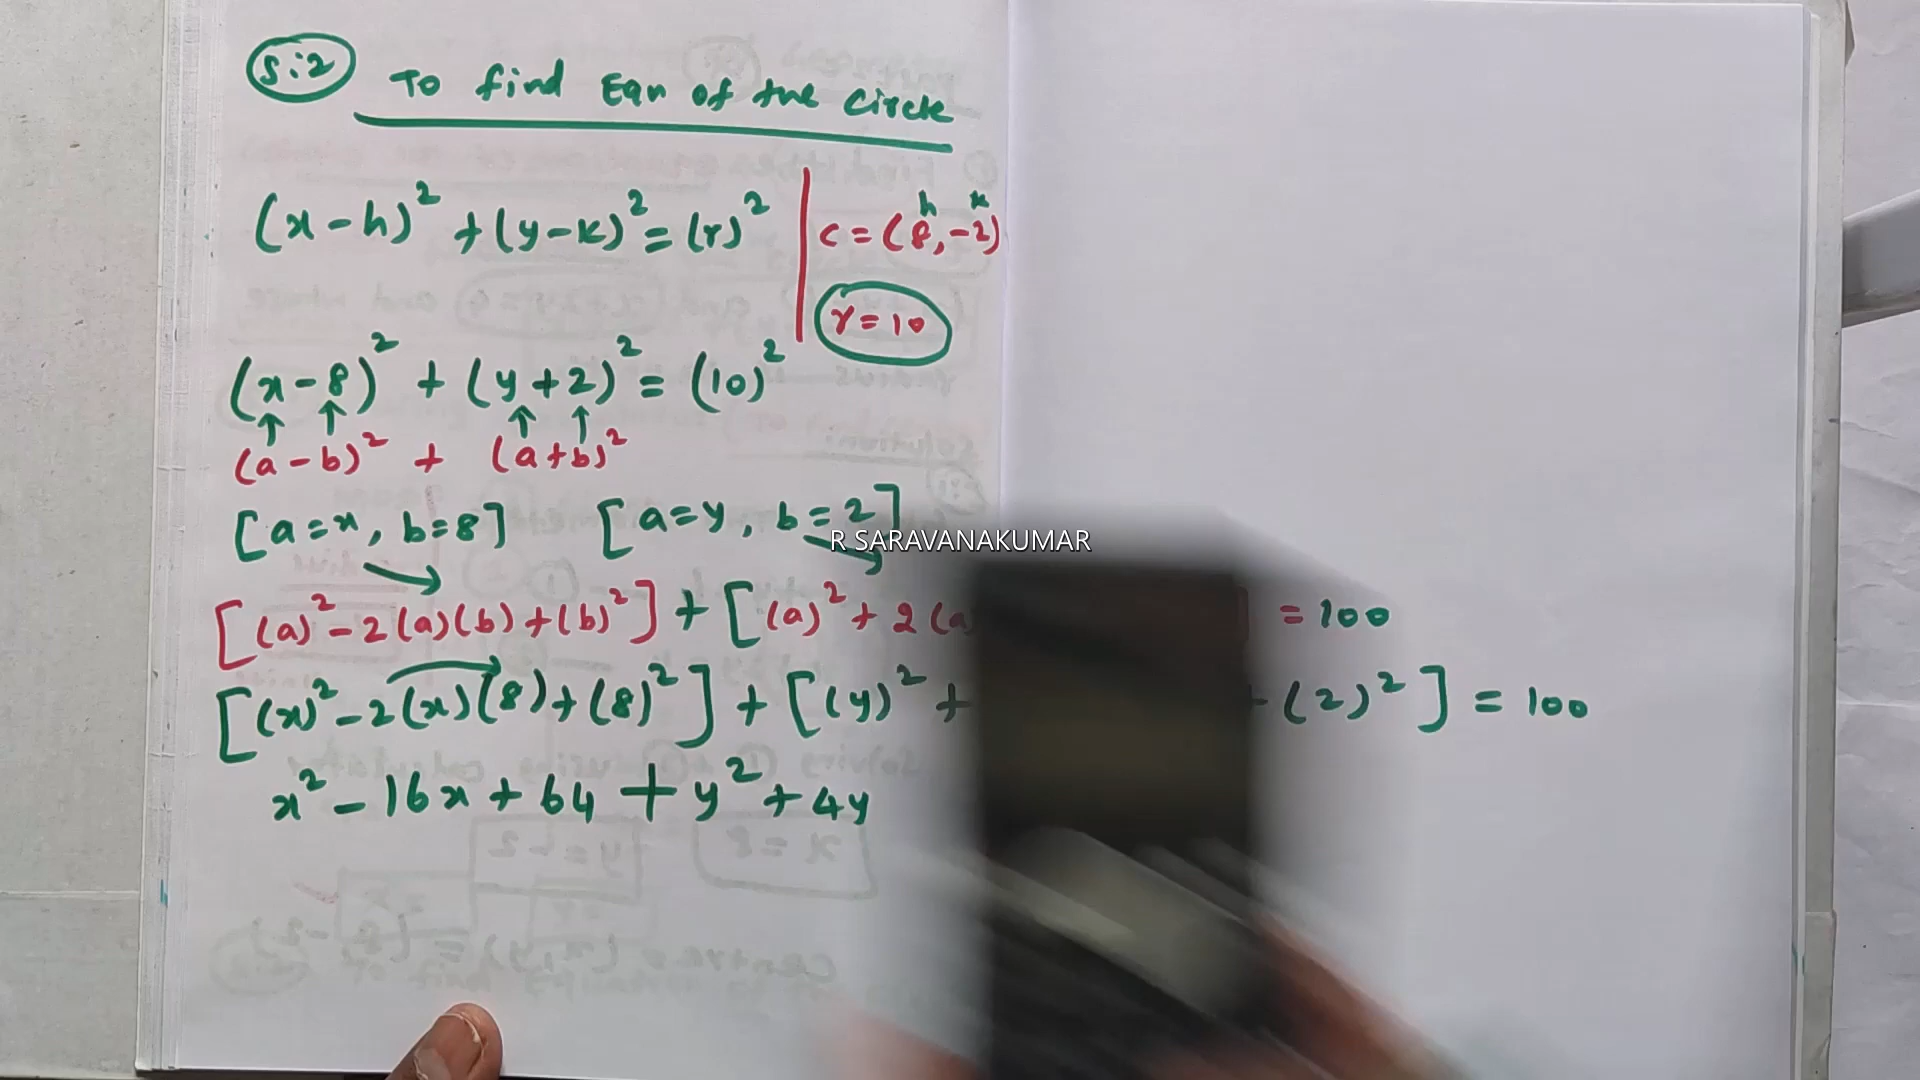 S:2 To find Eqn of the circle
(x-h)² + (y-k)² = (r)²
h k
c = (8, -2)
r = 10
(x-8)² + (y+2)² = (10)²
(a-b)² + (a+b)²
[a=x, b=8] [a=y, b=2]
R SARAVANAKUMAR
[(a)² - 2(a)(b) + (b)²] + [(a)² + 2(a) ] = 100
[(x)² - 2(x)(8) + (8)²] + [(y)² + + (2)²] = 100
x² - 16x + 64 + y² + 4y